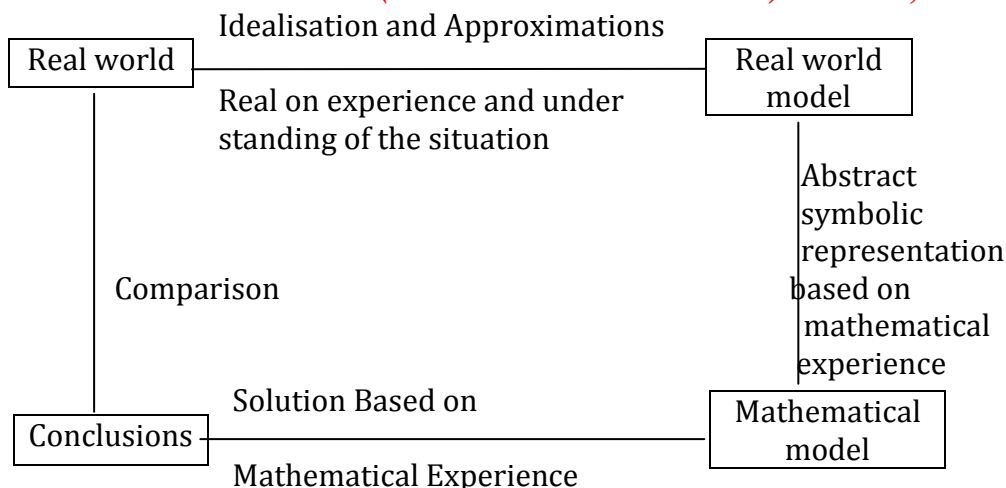 Idealisation and Approximations
Real world
Real world
model
Real on experience and under
standing of the situation
Abstract
symbolic
representation
based on
mathematical
experience
Comparison
Solution Based on
Conclusions
Mathematical
model
Mathematical Experience